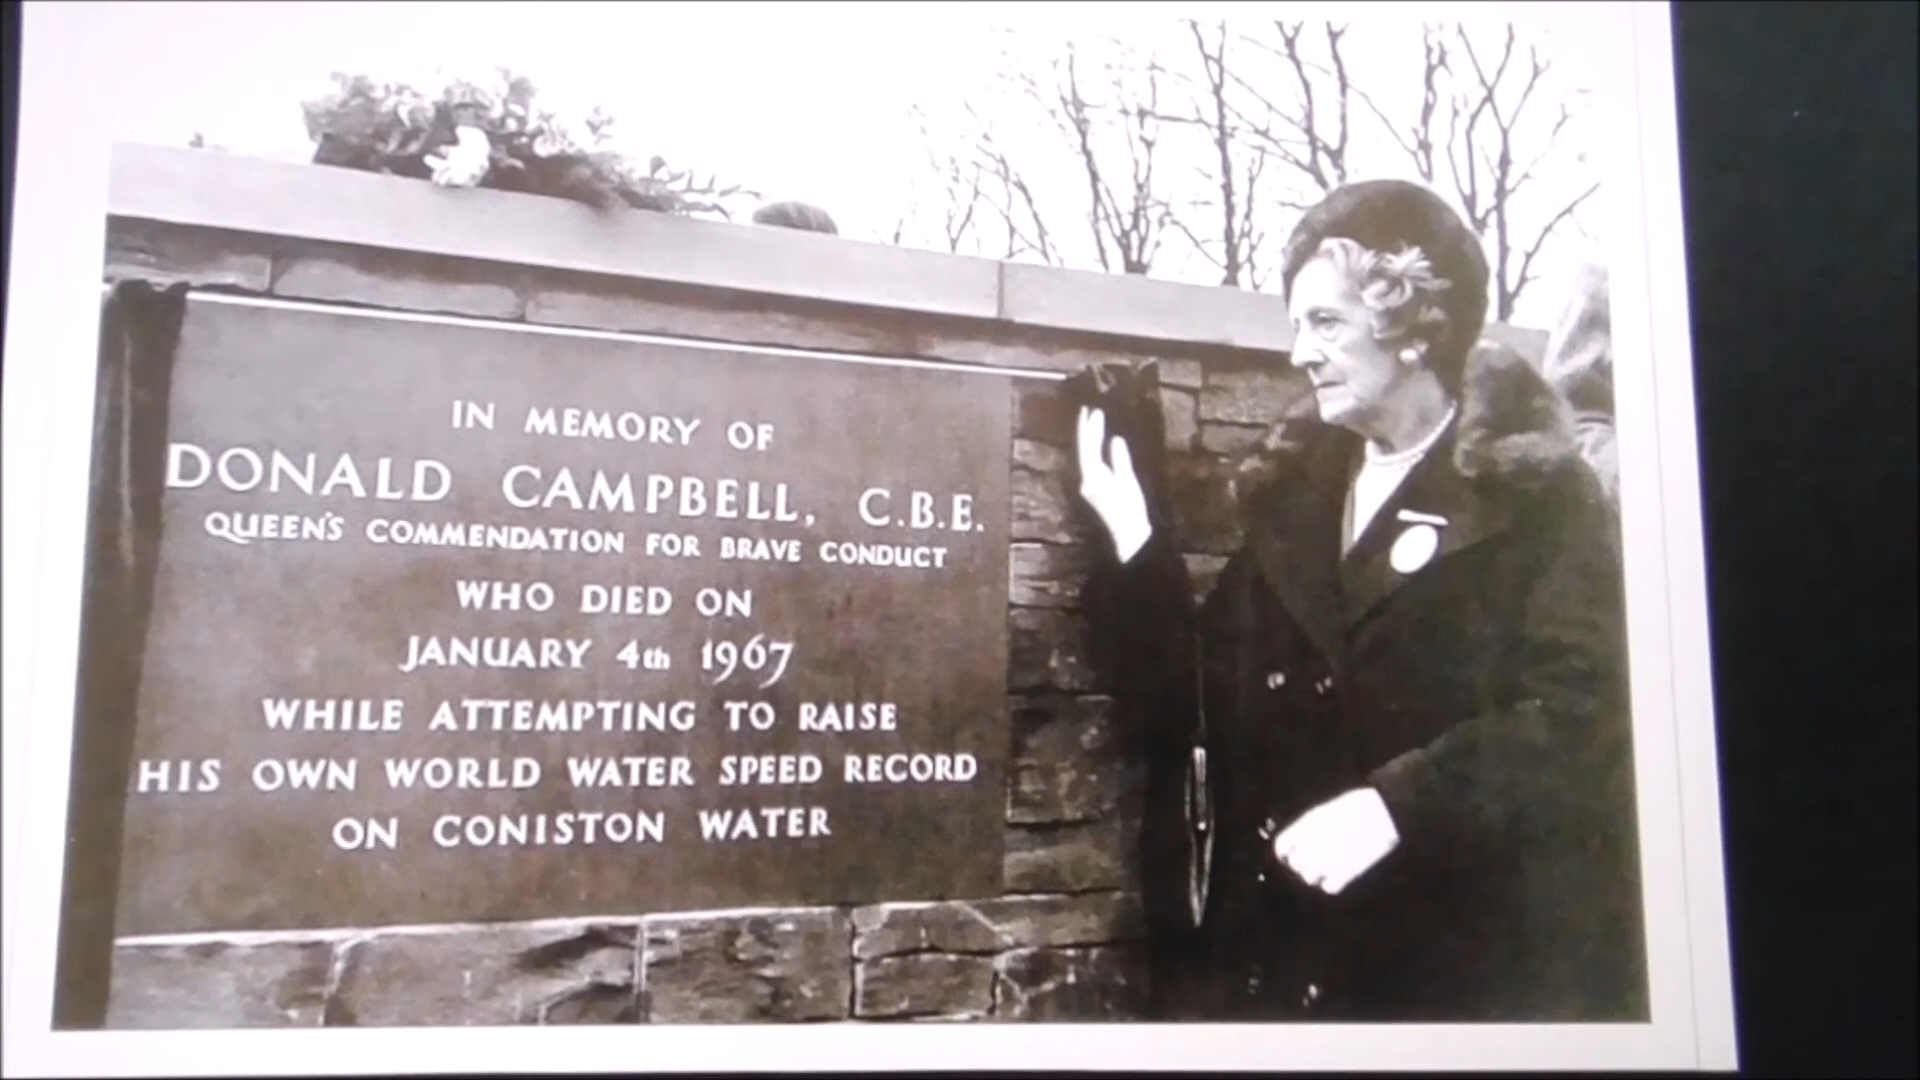 IN MEMORY OF
DONALD CAMPBELL, C.B.E.
QUEEN'S COMMENDATION FOR BRAVE CONDUCT
WHO DIED ON
JANUARY 4th 1967
WHILE ATTEMPTING TO RAISE
HIS OWN WORLD WATER SPEED RECORD
ON CONISTON WATER